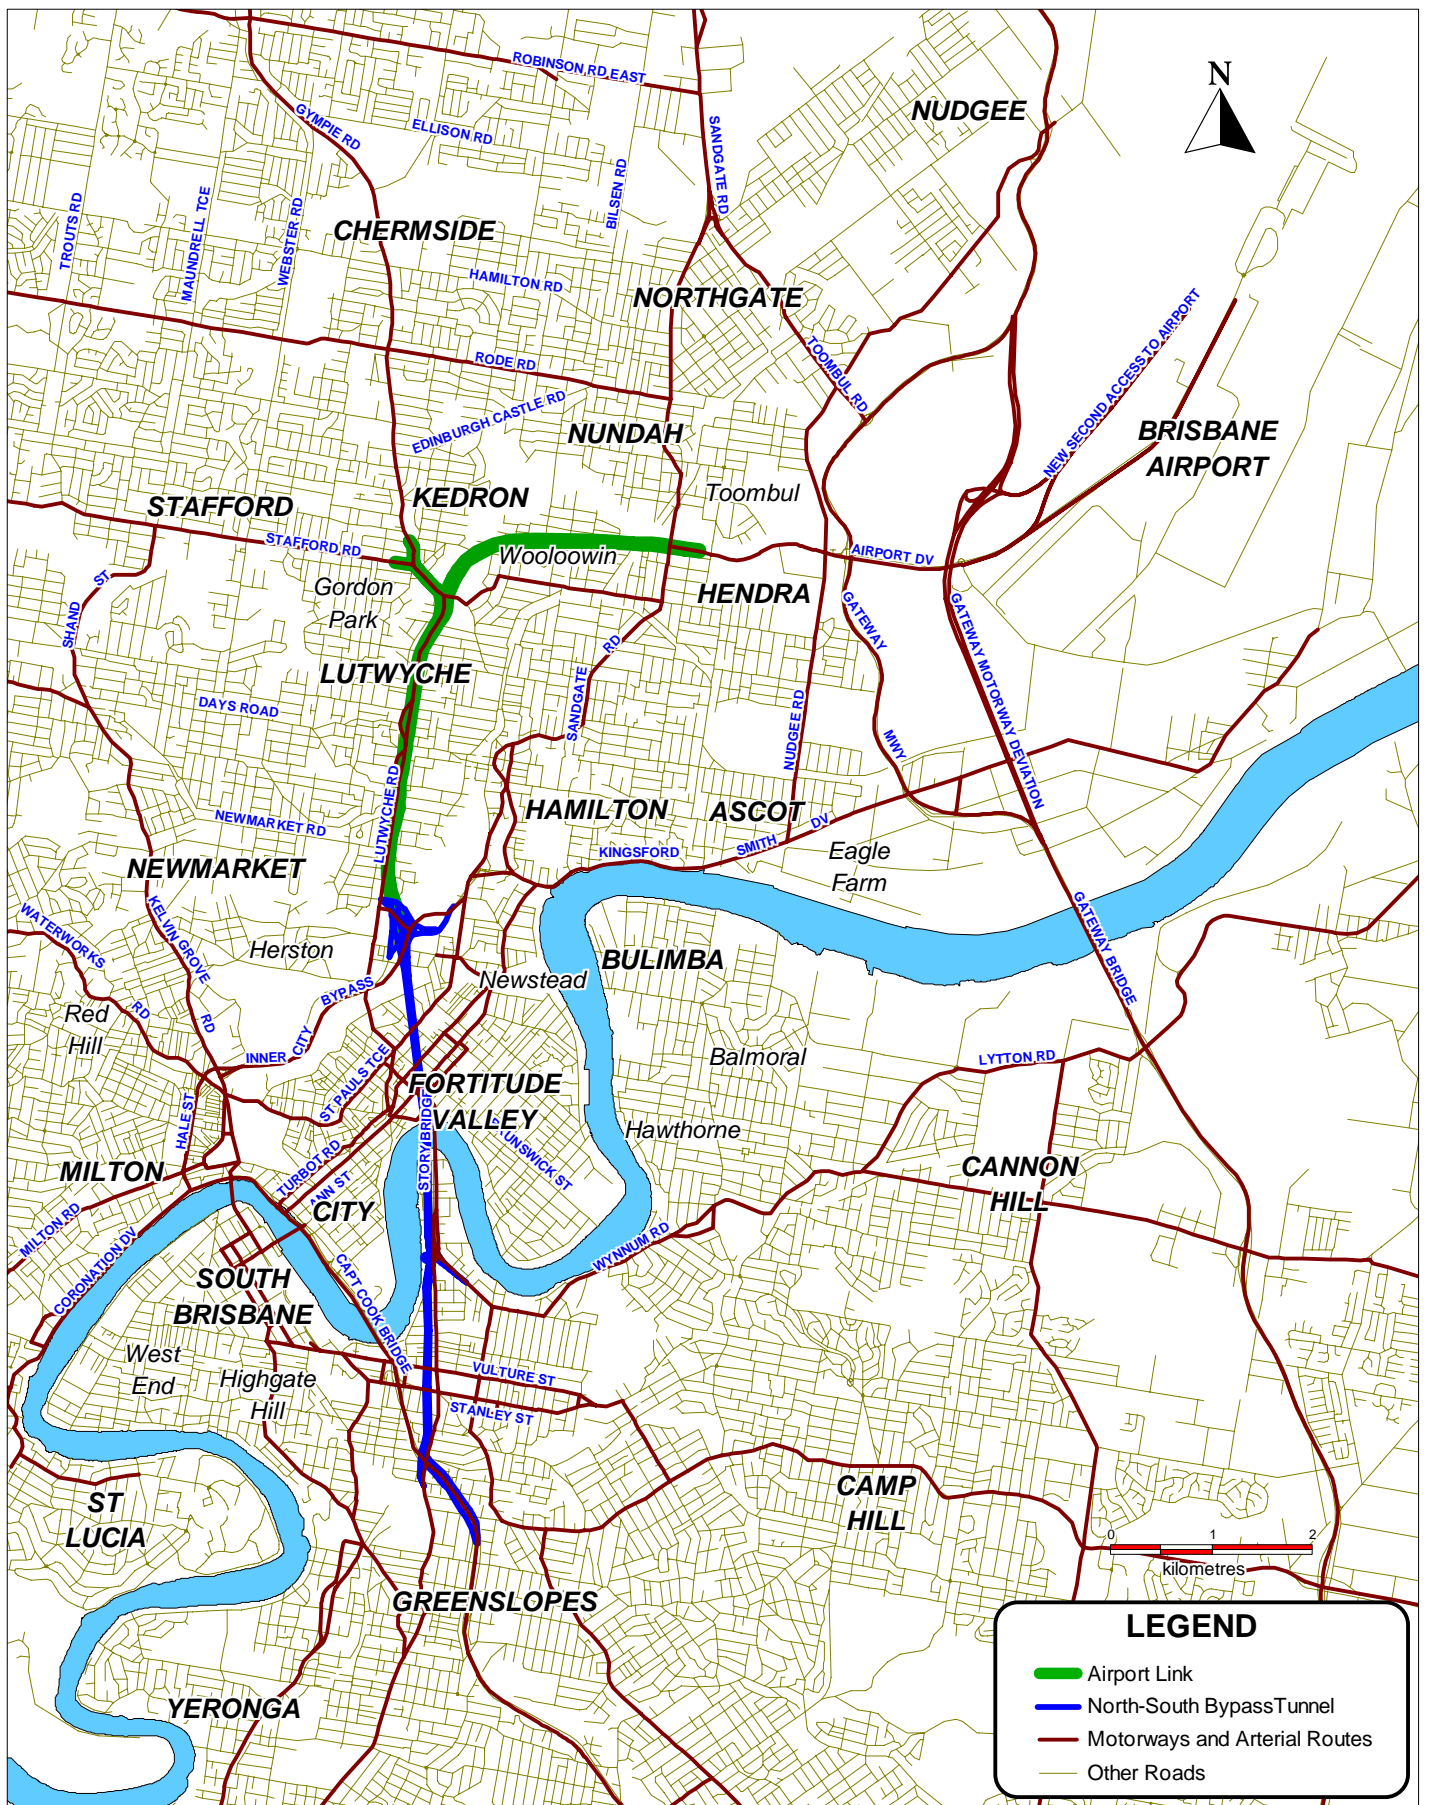 ROBINSON RD EAST
N
NUDGEE
GYMPIE RD
ELLISON RD
SANDGATE RD
BILSEN RD
TROUTS RD
MAUNDRELL TCE
WEBSTER RD
CHERMSIDE
HAMILTON RD
NORTHGATE
NEW SECOND ACCESS TO AIRPORT
TOOMBUL RD
RODE RD
EDINBURGH CASTLE RD
NUNDAH
BRISBANE
AIRPORT
STAFFORD
KEDRON
Toombul
STAFFORD RD
Wooloowin
AIRPORT DV
SHAND ST
Gordon
Park
HENDRA
GATEWAY MWY
GATEWAY MOTORWAY DEVIATION
LUTWYCHE
SANDGATE RD
DAYS ROAD
NUDGEE RD
LUTWYCHE RD
NEWMARKET RD
HAMILTON
ASCOT
KINGSFORD SMITH DV
Eagle
Farm
NEWMARKET
WATERWORKS RD
KELVIN GROVE RD
Herston
BULIMBA
GATEWAY BRIDGE
Newstead
INNER CITY BYPASS
Red
Hill
Balmoral
LYTTON RD
ST PAULS TCE
FORTITUDE
VALLEY
HALE ST
STORY BRIDGE
UNSWICK ST
Hawthorne
TURBOT RD
ANN ST
MILTON
CITY
CANNON
HILL
MILTON RD
CORONATION DV
WYNNUM RD
CAPT COOK BRIDGE
SOUTH
BRISBANE
West
End
Highgate
Hill
VULTURE ST
STANLEY ST
ST
LUCIA
CAMP
HILL
0 1 2
kilometres
GREENSLOPES
YERONGA
LEGEND
Airport Link
North-South BypassTunnel
Motorways and Arterial Routes
Other Roads